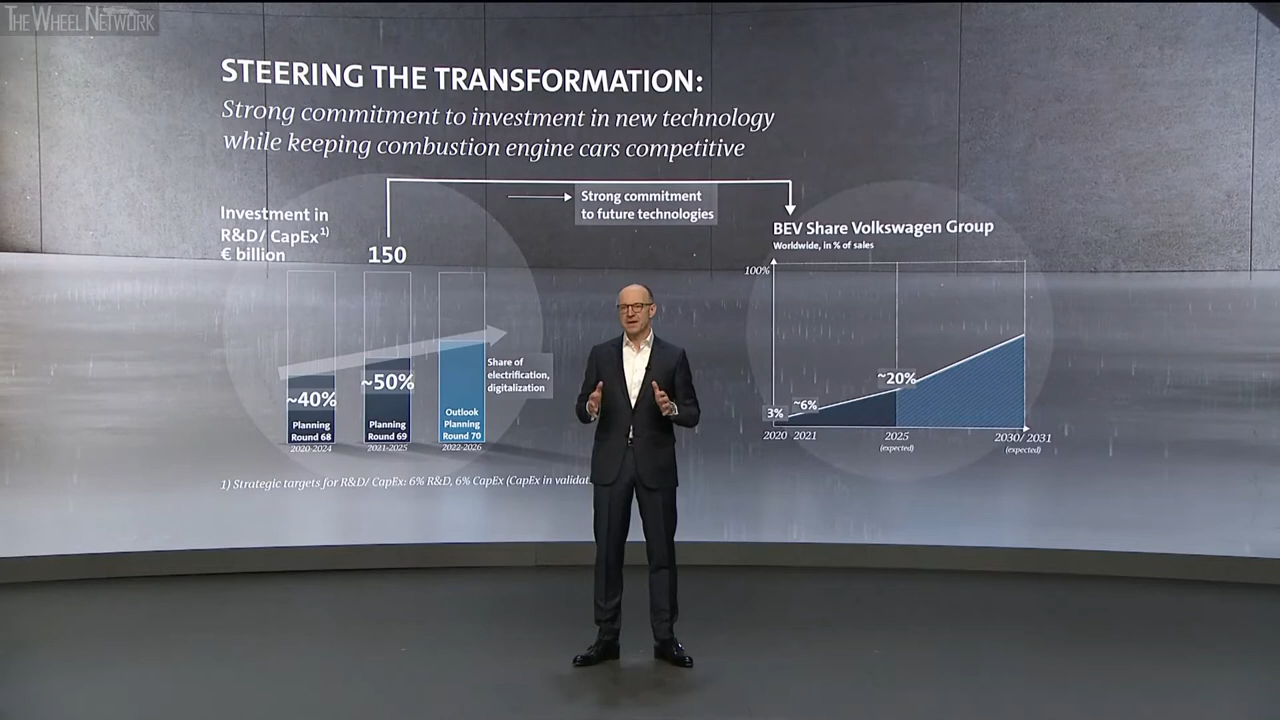 THE WHEEL NETWORK
STEERING THE TRANSFORMATION:
Strong commitment to investment in new technology
while keeping combustion engine cars competitive
Strong commitment
to future technologies
Investment in
R&D/ CapEx1)
€ billion
150
~40%
~50%
Planning
Round 68
Planning
Round 69
Outlook
Planning
Round 70
2020-2024
2021-2025
2022-2026
Share of
electrification,
digitalization
BEV Share Volkswagen Group
Worldwide, in % of sales
100%
3%
~6%
~20%
2020
2021
2025
(expected)
2030/ 2031
(expected)
1) Strategic targets for R&D/ CapEx: 6% R&D, 6% CapEx (CapEx in